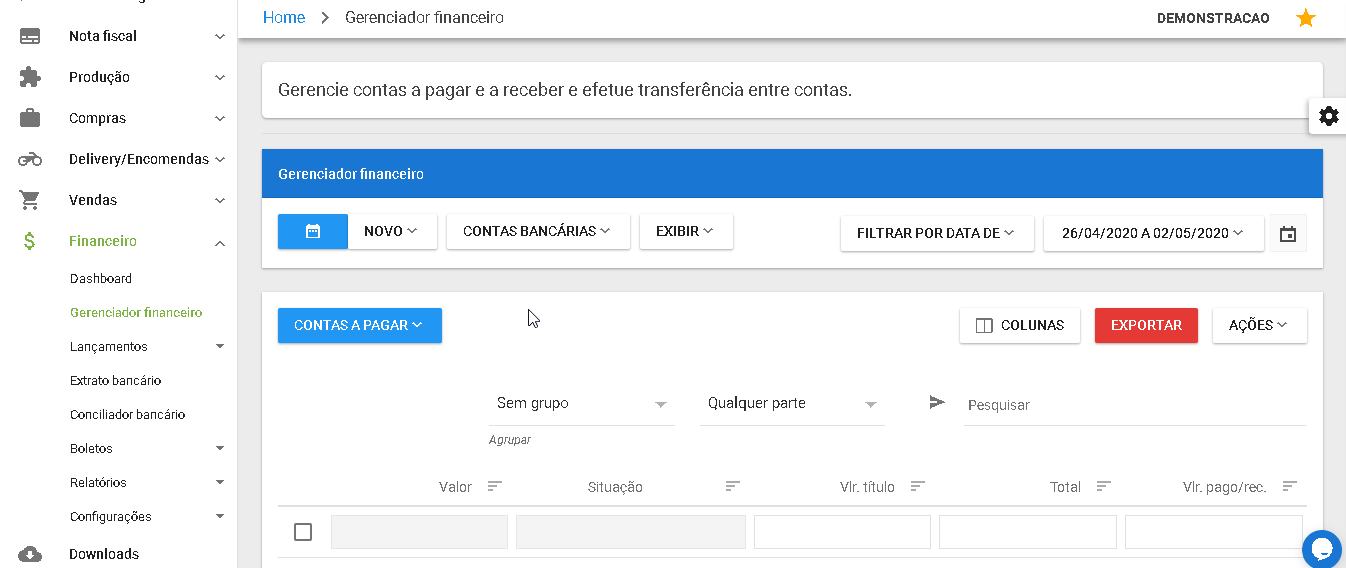 Home > Gerenciador financeiro
DEMONSTRACAO
Nota fiscal
Produção
Compras
Delivery/Encomendas
Vendas
Financeiro
Dashboard
Gerenciador financeiro
Lançamentos
Extrato bancário
Conciliador bancário
Boletos
Relatórios
Configurações
Downloads
Gerencie contas a pagar e a receber e efetue transferência entre contas.
Gerenciador financeiro
NOVO CONTAS BANCÁRIAS EXIBIR FILTRAR POR DATA DE 26/04/2020 A 02/05/2020
CONTAS A PAGAR COLUNAS EXPORTAR AÇÕES
Sem grupo Qualquer parte Pesquisar
Agrupar
Valor Situação Vlr. título Total Vlr. pago/rec.